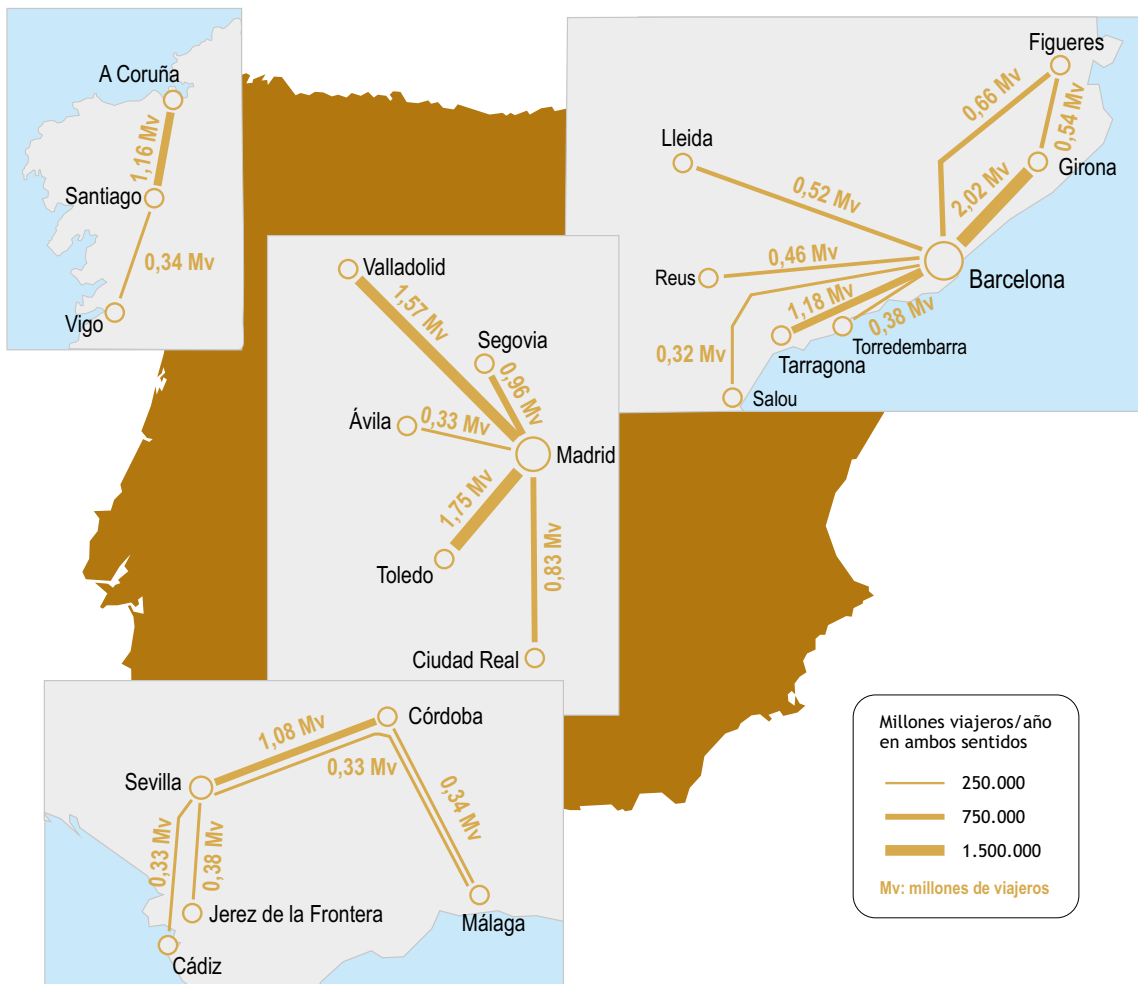 A Coruña
1,16 Mv
Santiago
0,34 Mv
Vigo
Figueres
0,66 Mv
0,54 Mv
Lleida
Girona
2,02 Mv
0,52 Mv
Reus
0,46 Mv
Barcelona
1,18 Mv
0,38 Mv
0,32 Mv
Torredembarra
Tarragona
Salou
Valladolid
1,57 Mv
Segovia
0,96 Mv
Ávila
0,33 Mv
Madrid
1,75 Mv
Toledo
0,83 Mv
Ciudad Real
Córdoba
1,08 Mv
0,33 Mv
Sevilla
0,34 Mv
0,33 Mv
0,38 Mv
Jerez de la Frontera
Málaga
Cádiz
Millones viajeros/año
en ambos sentidos
250.000
750.000
1.500.000
Mv: millones de viajeros